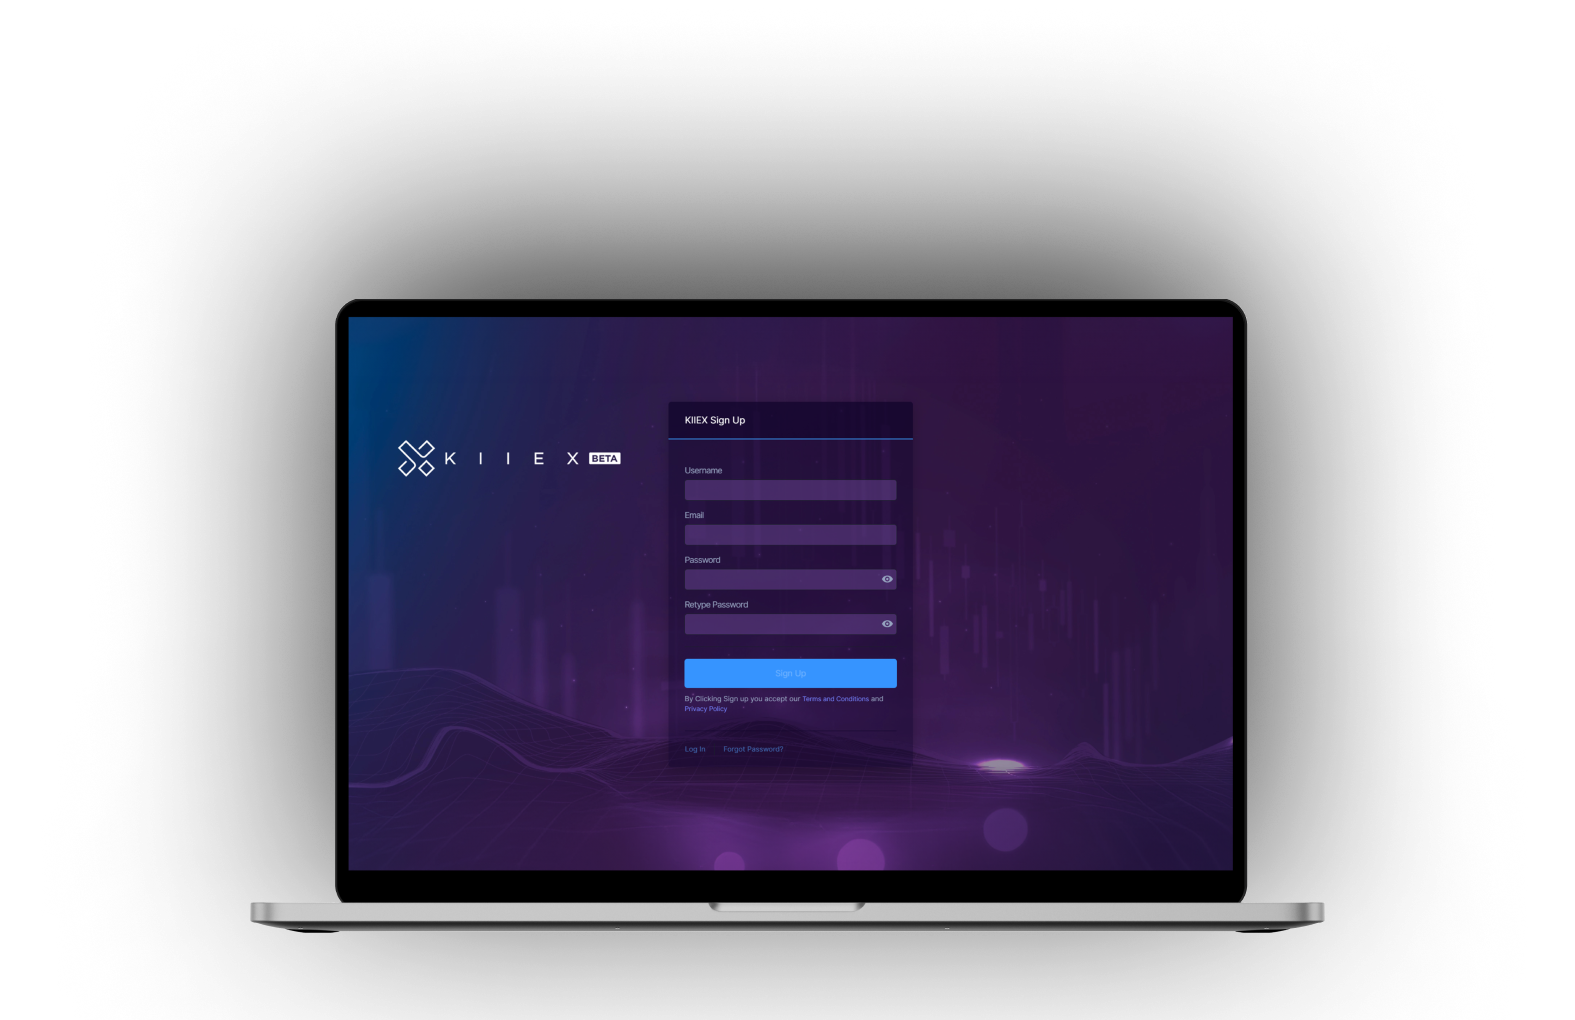 KIIEX BETA
KIIEX Sign Up
Username
Email
Password
Retype Password
Sign Up
By Clicking Sign up you accept our Terms and Conditions and
Privacy Policy
Log In Forgot Password?